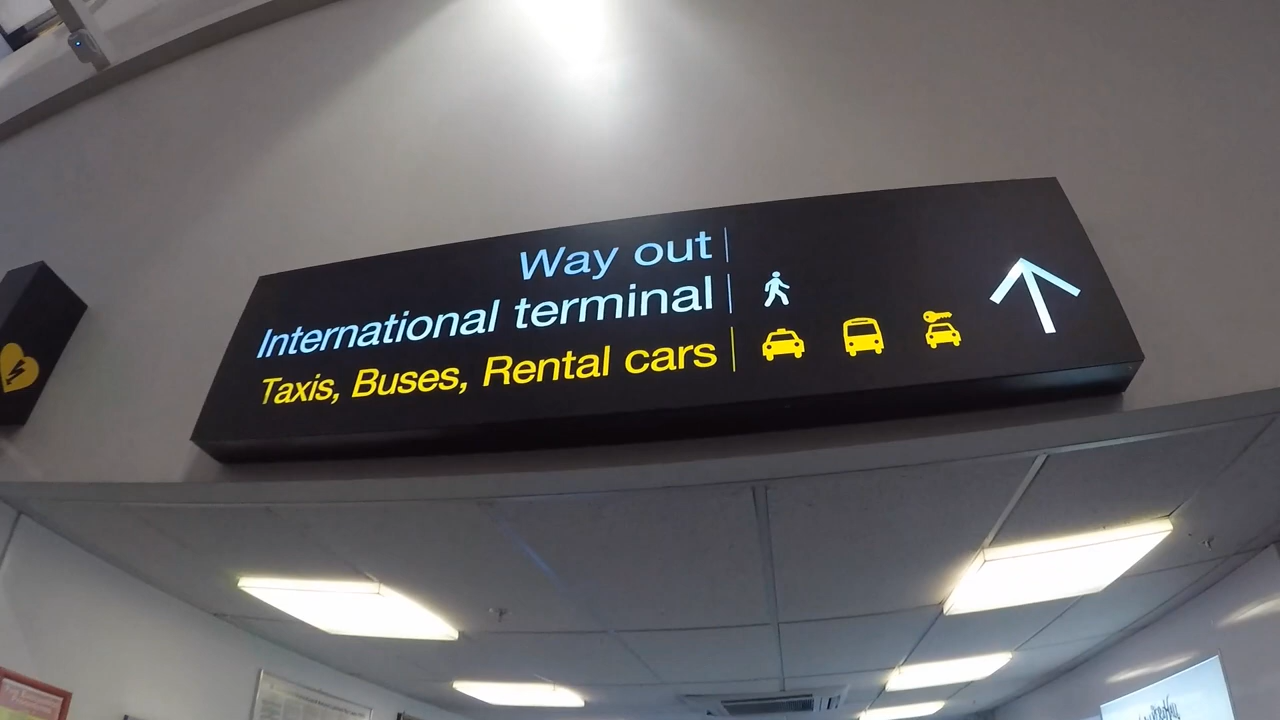 Way out
International terminal
Taxis, Buses, Rental cars